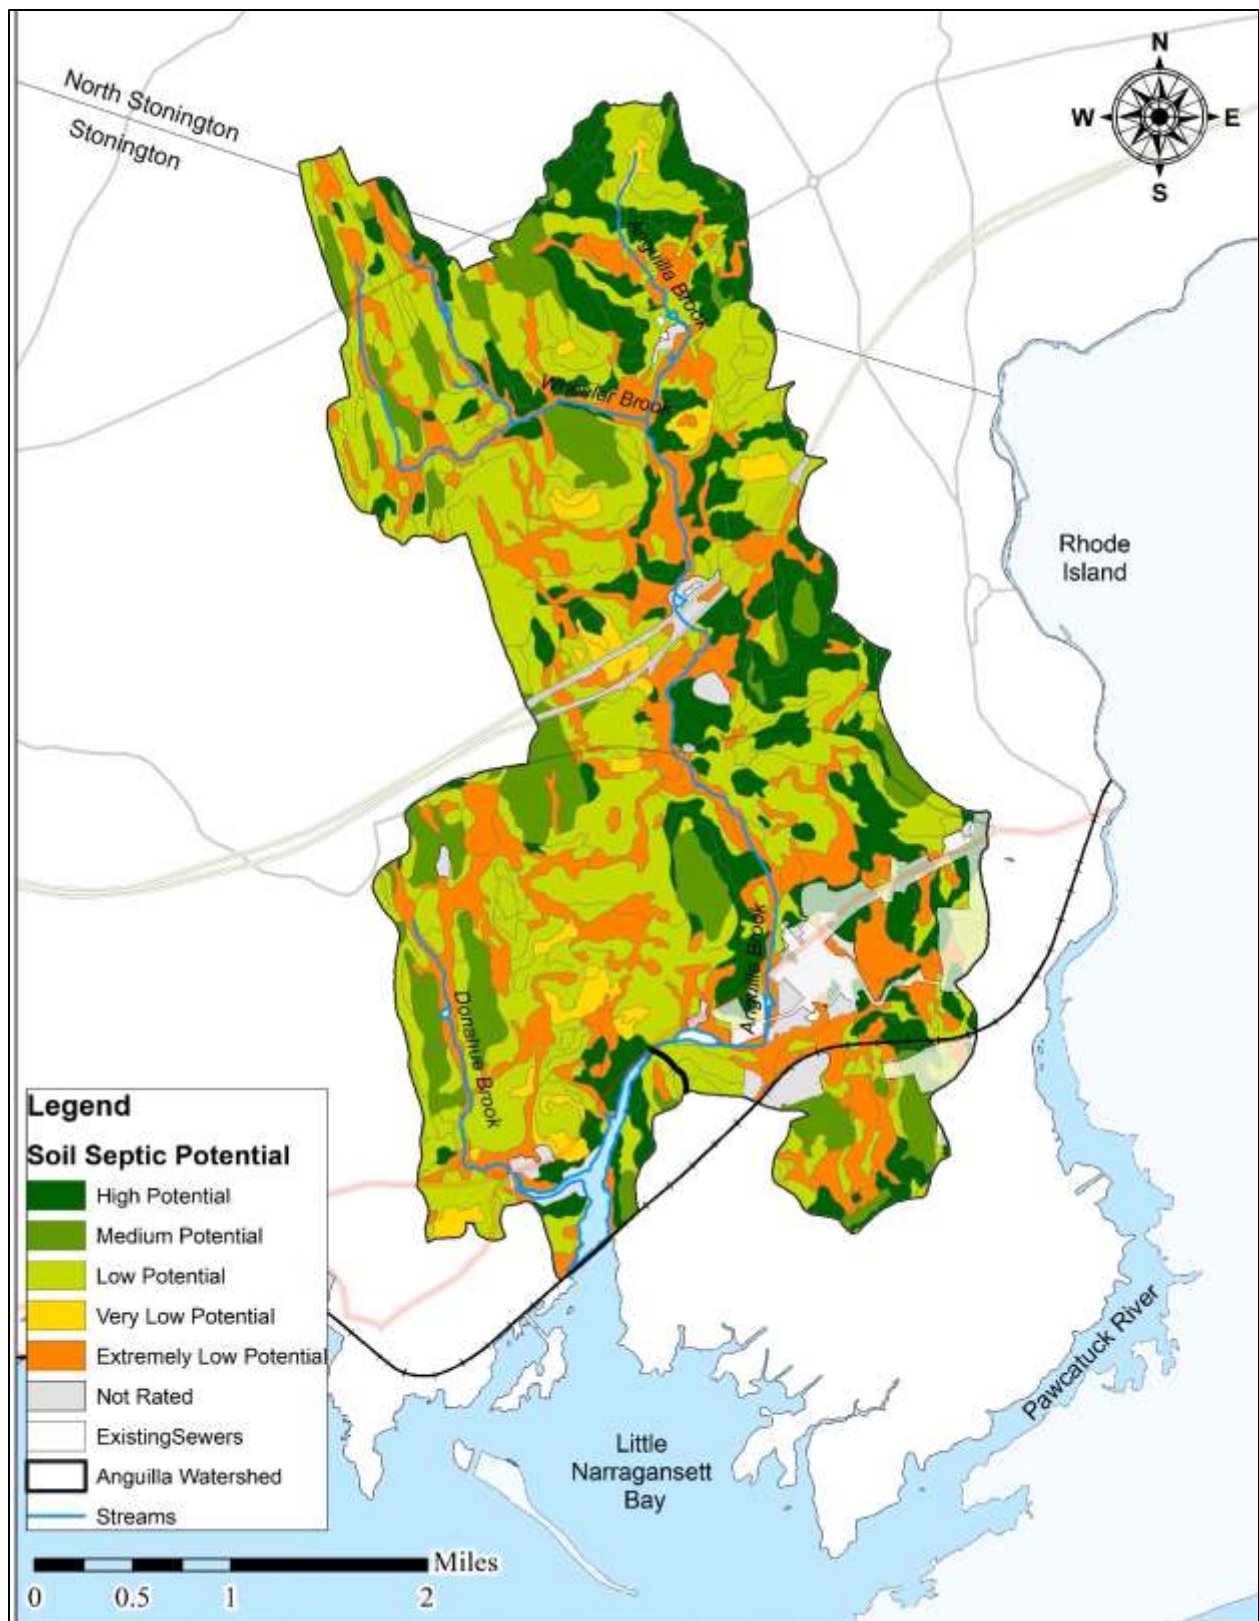 N
W
E
S
North Stonington
Stonington
Anguilla Brook
Wheeler Brook
Rhode
Island
Anguilla Brook
Donahue Brook
Legend
Soil Septic Potential
High Potential
Medium Potential
Low Potential
Very Low Potential
Extremely Low Potential
Not Rated
ExistingSewers
Anguilla Watershed
Streams
Pawcatuck River
Little
Narragansett
Bay
Miles
0 0.5 1 2